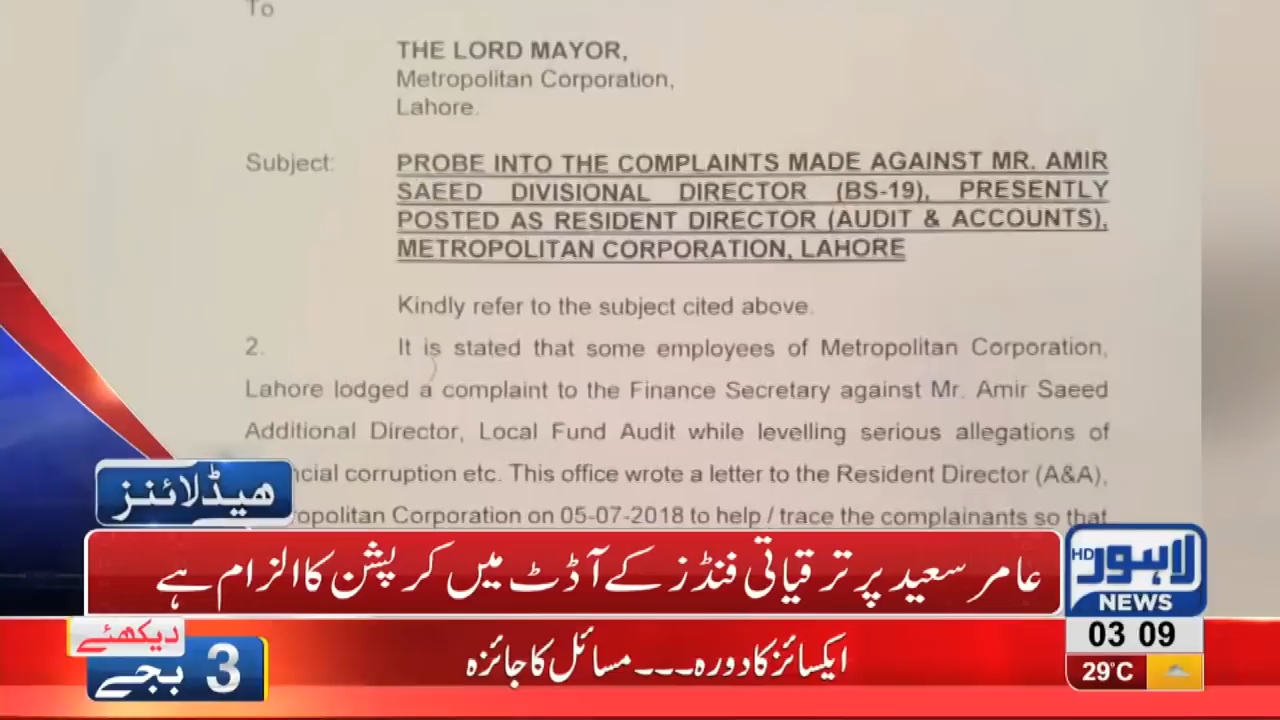 To
THE LORD MAYOR,
Metropolitan Corporation,
Lahore.
Subject: PROBE INTO THE COMPLAINTS MADE AGAINST MR. AMIR
SAEED DIVISIONAL DIRECTOR (BS-19), PRESENTLY
POSTED AS RESIDENT DIRECTOR (AUDIT & ACCOUNTS),
METROPOLITAN CORPORATION, LAHORE
Kindly refer to the subject cited above.
2. It is stated that some employees of Metropolitan Corporation,
Lahore lodged a complaint to the Finance Secretary against Mr. Amir Saeed
Additional Director, Local Fund Audit while levelling serious allegations of
ncial corruption etc. This office wrote a letter to the Resident Director (A&A),
ropolitan Corporation on 05-07-2018 to help / trace the complainants so that
ہیڈلائنز
عامر سعید پر ترقیاتی فنڈز کے آڈٹ میں کرپشن کا الزام ہے
HD لاہور
NEWS
03 09
29°C
دیکھئے
3 بجے
ایکسائز کا دورہ۔۔۔ مسائل کا جائزہ